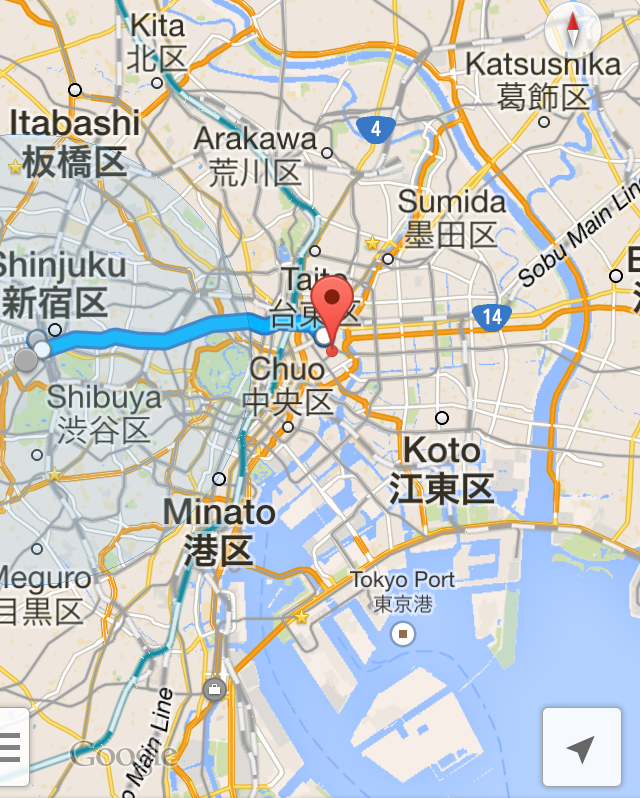 Kita
北区
Katsushika
葛飾区
Itabashi
板橋区
4
Arakawa
荒川区
Sumida
墨田区
Sobu Main Line
Shinjuku
新宿区
Taito
台東区
14
Chuo
中央区
Shibuya
渋谷区
Koto
江東区
Minato
港区
Meguro
目黒区
Tokyo Port
東京港
Main Line
Google